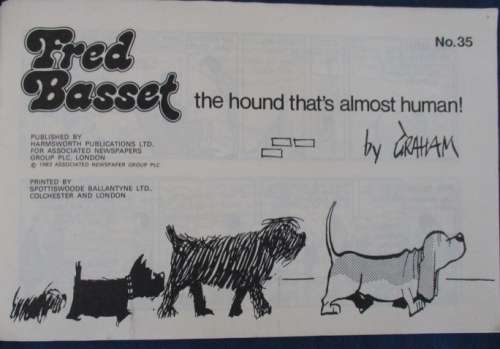 Fred
Basset
No.35
the hound that's almost human!
by GRAHAM
PUBLISHED BY
HARMSWORTH PUBLICATIONS LTD.
FOR ASSOCIATED NEWSPAPERS
GROUP PLC. LONDON
© 1983 ASSOCIATED NEWSPAPER GROUP PLC
PRINTED BY
SPOTTISWOODE BALLANTYNE LTD.,
COLCHESTER AND LONDON